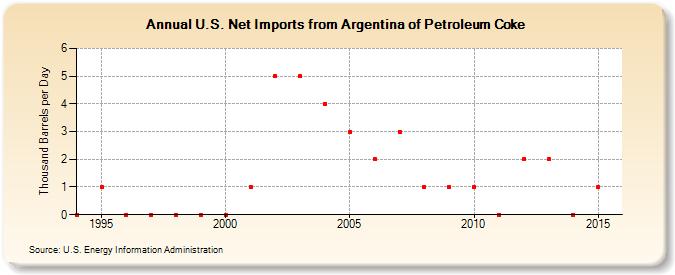 Annual U.S. Net Imports from Argentina of Petroleum Coke
Thousand Barrels per Day
6
5
4
3
2
1
0
1995 2000 2005 2010 2015
Source: U.S. Energy Information Administration